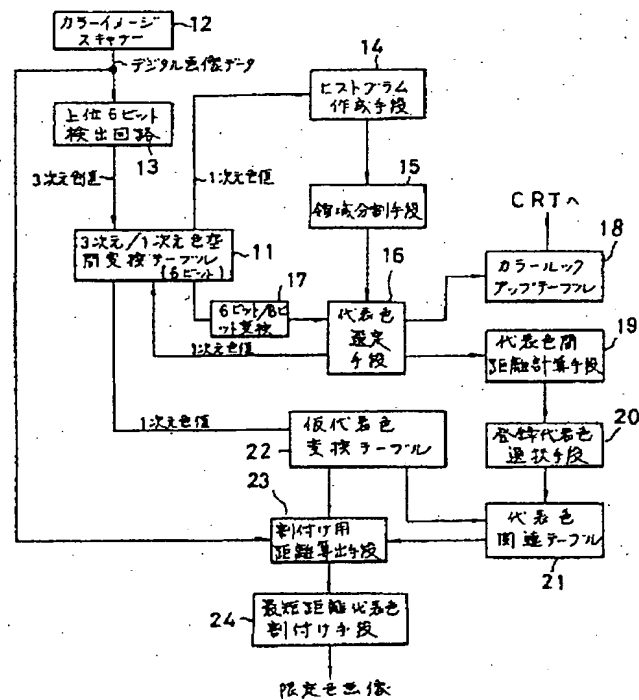 カラーイメージ
スキャナー
12
デジタル画像データ
上位6ビット
検出回路
13
3次元色値
1次元色値
14
ヒストグラム
作成手段
15
領域分割手段
3次元/1次元色空
間変換テーブル
(6ビット)
11
17
6ビット/8ビ
ット変換
16
代表色
選定
手段
1次元色値
CRTへ
18
カラールック
アップテーブル
19
代表色間
距離計算手段
20
登録代表色
選択手段
1次元色値
仮代表色
変換テーブル
22
23
割付け用
距離算出手段
代表色
関連テーブル
21
24
最短距離代表色
割付け手段
限定色画像